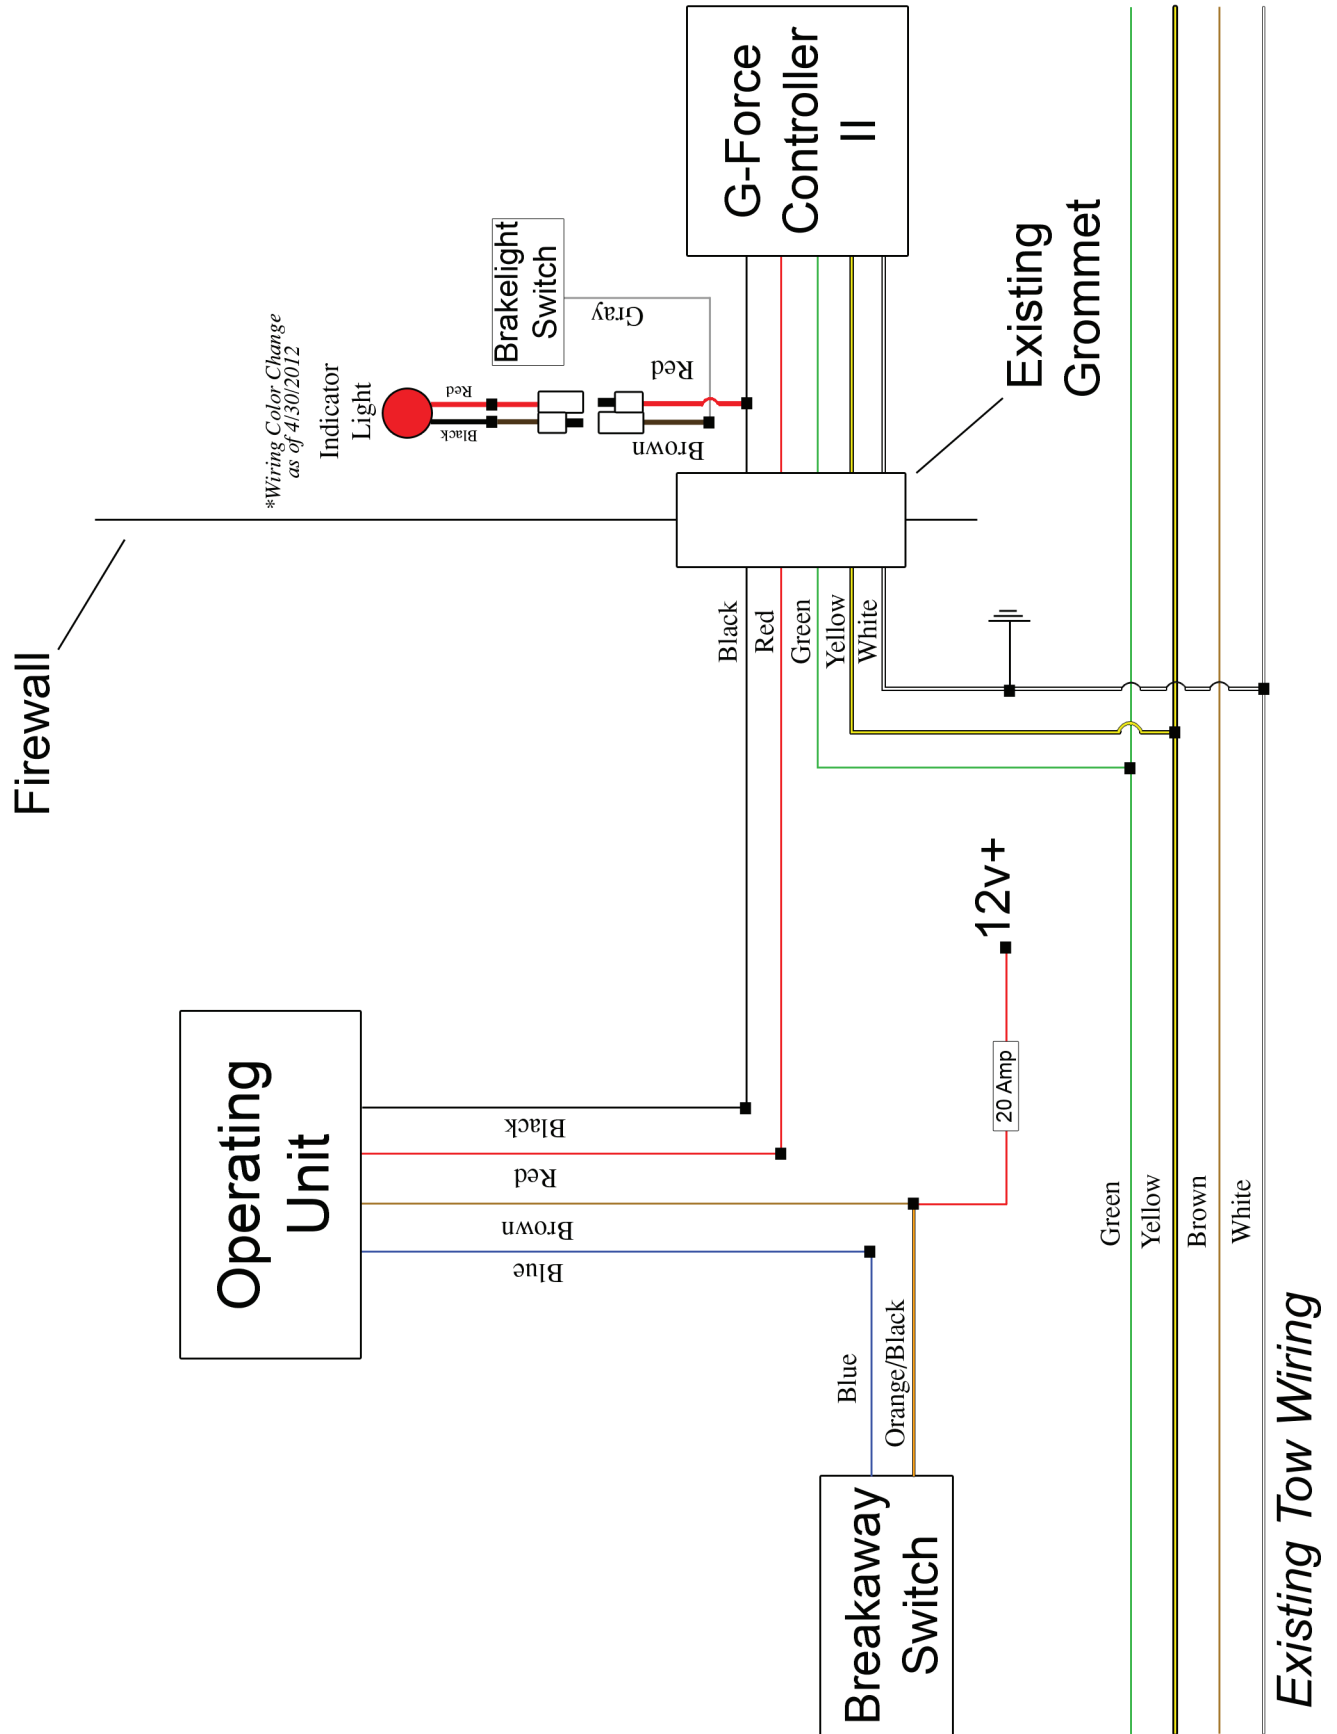 Firewall
*Wiring Color Change
as of 4/30/2012
Indicator
Light
Red
Black
Brakelight
Switch
Gray
Red
Brown
G-Force
Controller
II
Existing
Grommet
Black
Red
Green
Yellow
White
Operating
Unit
Black
Red
Brown
Blue
12v+
20 Amp
Blue
Orange/Black
Breakaway
Switch
Green
Yellow
Brown
White
Existing Tow Wiring